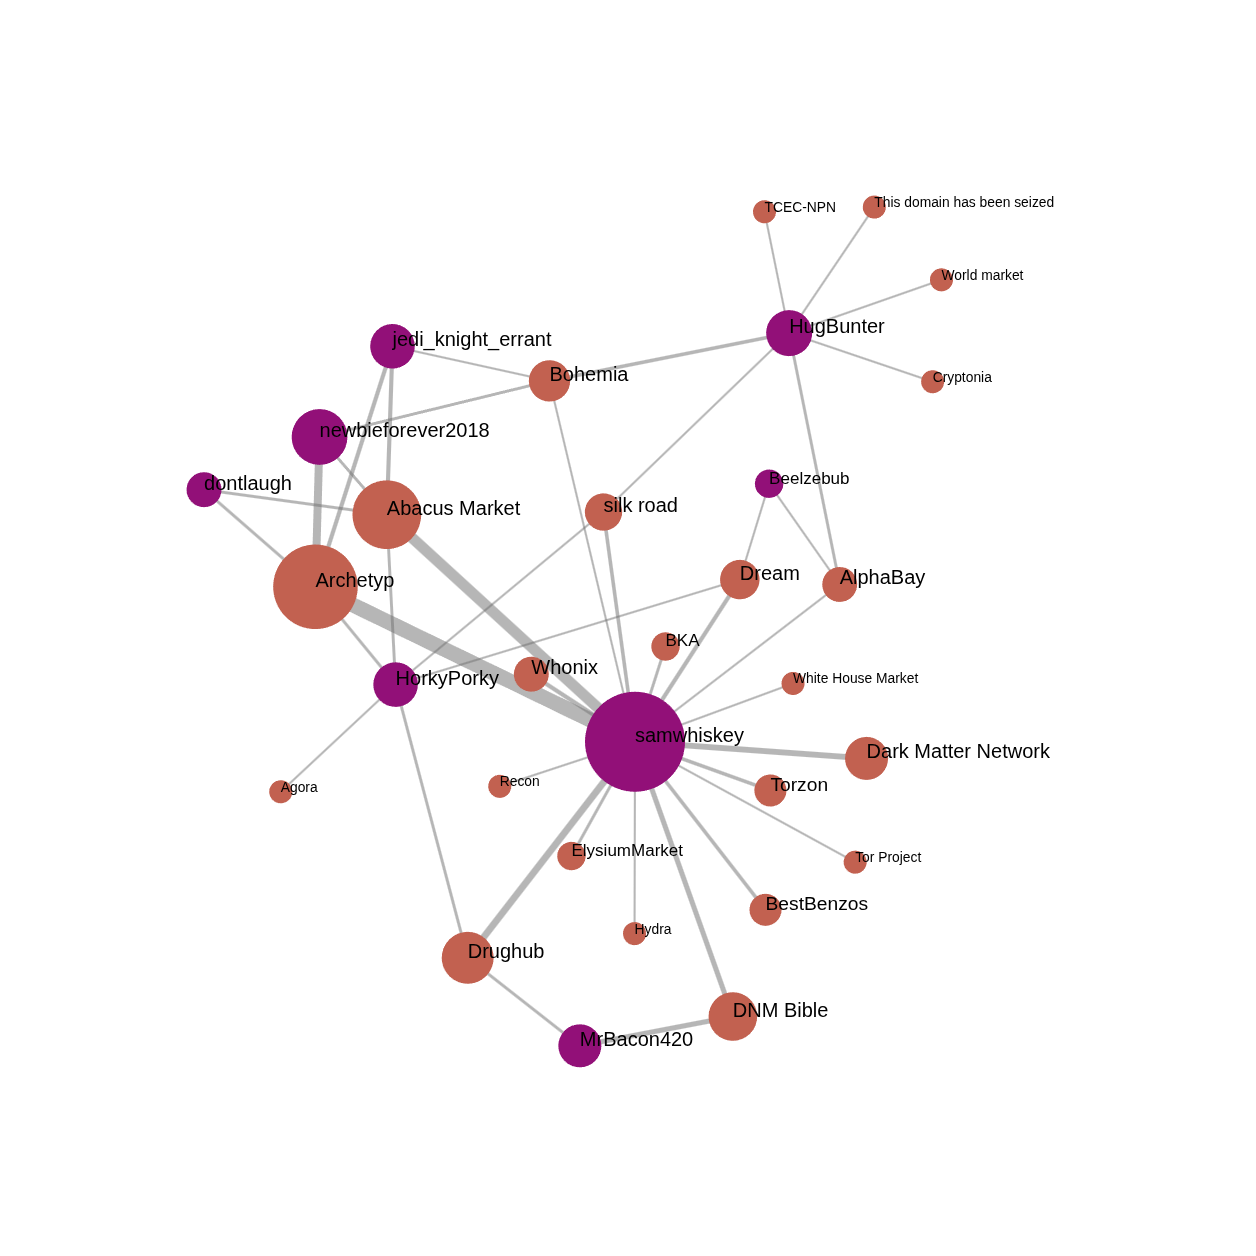 TCEC-NPN
This domain has been seized
World market
HugBunter
jedi_knight_errant
Bohemia
Cryptonia
newbieforever2018
dontlaugh
Beelzebub
Abacus Market
silk road
Archetyp
Dream
AlphaBay
BKA
Whonix
HorkyPorky
White House Market
samwhiskey
Dark Matter Network
Recon
Agora
Torzon
ElysiumMarket
Tor Project
BestBenzos
Hydra
Drughub
DNM Bible
MrBacon420